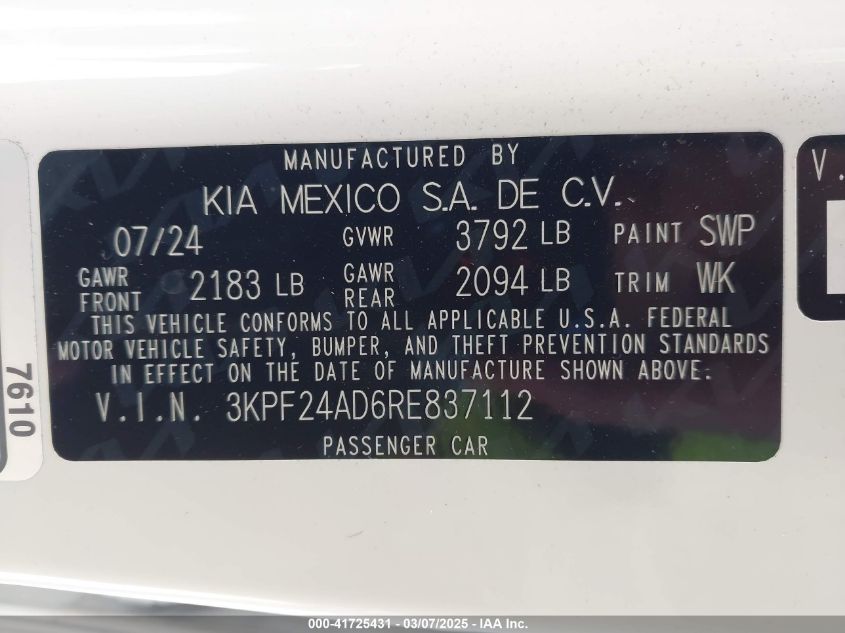 MANUFACTURED BY
KIA MEXICO S.A. DE C.V.
07/24 GVWR 3792 LB PAINT SWP
GAWR FRONT 2183 LB GAWR REAR 2094 LB TRIM WK
THIS VEHICLE CONFORMS TO ALL APPLICABLE U.S.A. FEDERAL
MOTOR VEHICLE SAFETY, BUMPER, AND THEFT PREVENTION STANDARDS
IN EFFECT ON THE DATE OF MANUFACTURE SHOWN ABOVE.
V.I.N. 3KPF24AD6RE837112
PASSENGER CAR
7610
V.
000-41725431 - 03/07/2025 - IAA Inc.